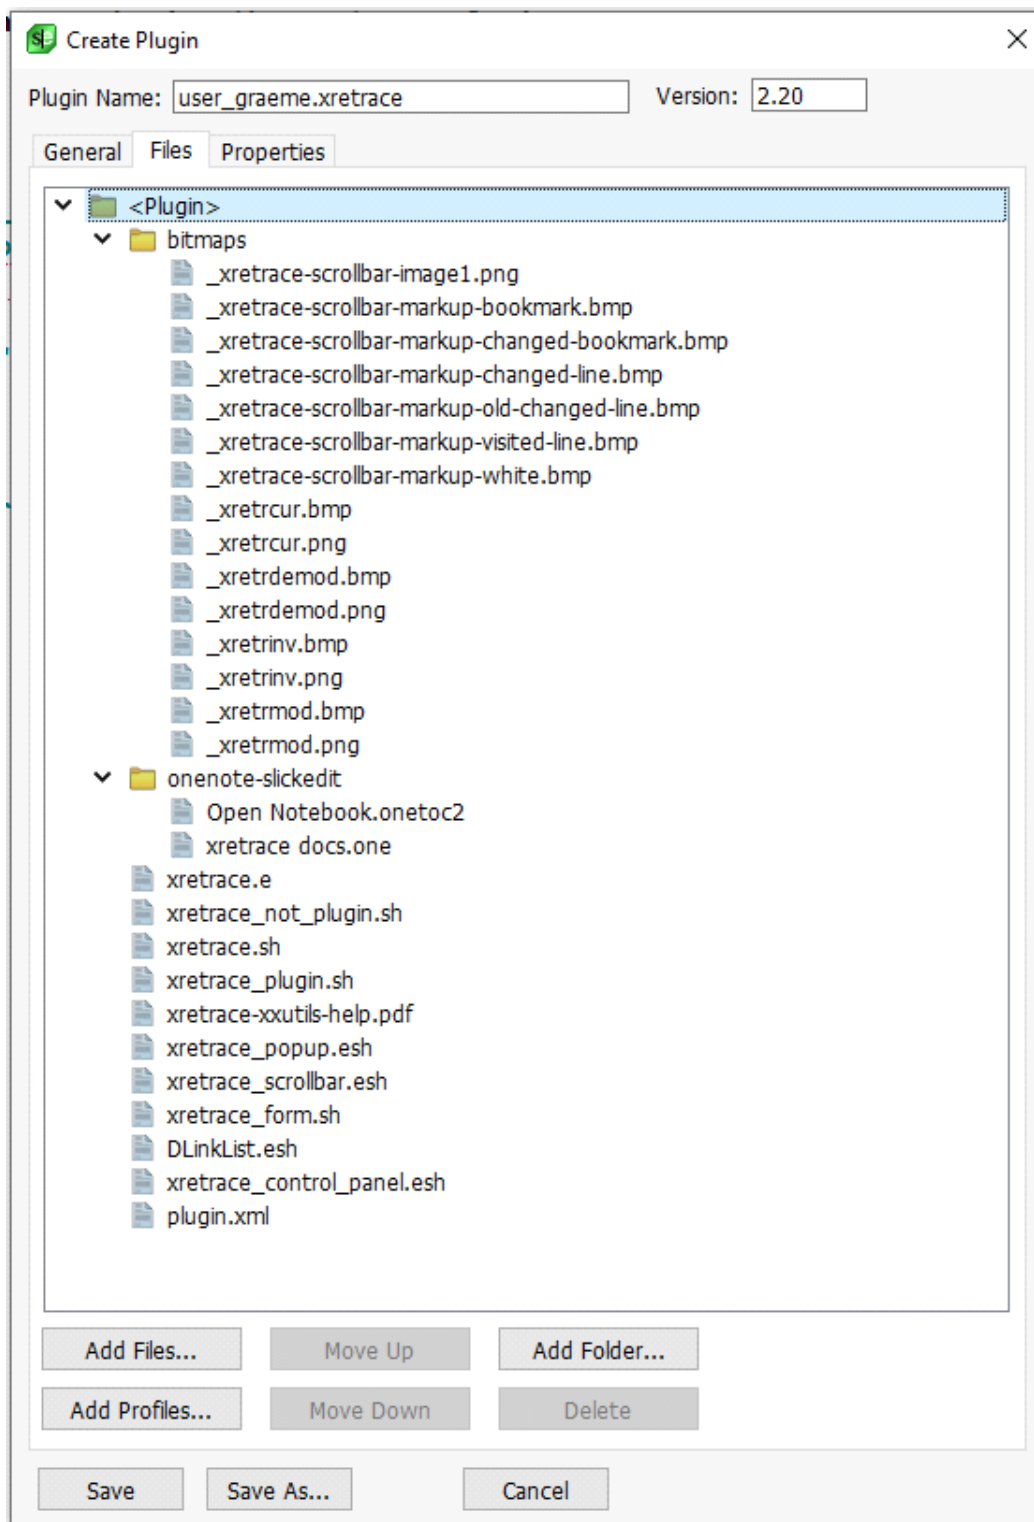 Create Plugin
Plugin Name: user_graeme.xretrace Version: 2.20
General Files Properties
<Plugin>
bitmaps
_xretrace-scrollbar-image1.png
_xretrace-scrollbar-markup-bookmark.bmp
_xretrace-scrollbar-markup-changed-bookmark.bmp
_xretrace-scrollbar-markup-changed-line.bmp
_xretrace-scrollbar-markup-old-changed-line.bmp
_xretrace-scrollbar-markup-visited-line.bmp
_xretrace-scrollbar-markup-white.bmp
_xretrcur.bmp
_xretrcur.png
_xretrdemod.bmp
_xretrdemod.png
_xretrinv.bmp
_xretrinv.png
_xretrmod.bmp
_xretrmod.png
onenote-slickedit
Open Notebook.onetoc2
xretrace docs.one
xretrace.e
xretrace_not_plugin.sh
xretrace.sh
xretrace_plugin.sh
xretrace-xxutils-help.pdf
xretrace_popup.esh
xretrace_scrollbar.esh
xretrace_form.sh
DLinkList.esh
xretrace_control_panel.esh
plugin.xml
Add Files... Move Up Add Folder...
Add Profiles... Move Down Delete
Save Save As... Cancel